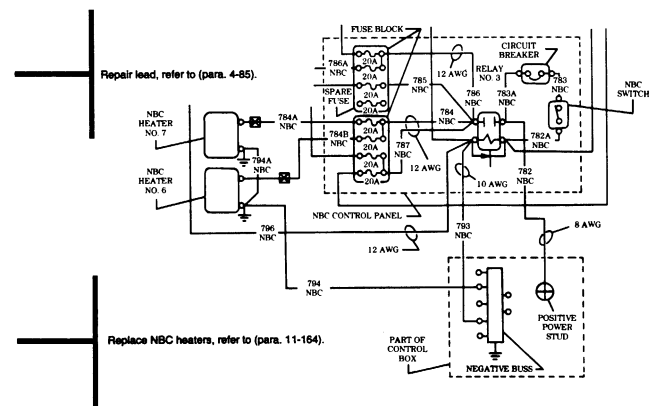 FUSE BLOCK
CIRCUIT
BREAKER
786A
NBC
20A
20A
785
NBC
12 AWG
RELAY
NO. 3
783A
NBC
783
NBC
NBC
SWITCH
Repair lead, refer to (para. 4-85).
SPARE
FUSE
20A
20A
786
NBC
NBC
HEATER
NO. 7
784A
NBC
784B
NBC
20A
20A
20A
20A
784
NBC
787
NBC
12 AWG
782A
NBC
794A
NBC
NBC
HEATER
NO. 6
12 AWG
10 AWG
782
NBC
NBC CONTROL PANEL
796
NBC
12 AWG
793
NBC
8 AWG
794
NBC
POSITIVE
POWER
STUD
Replace NBC heaters, refer to (para. 11-164).
PART OF
CONTROL
BOX
NEGATIVE BUSS